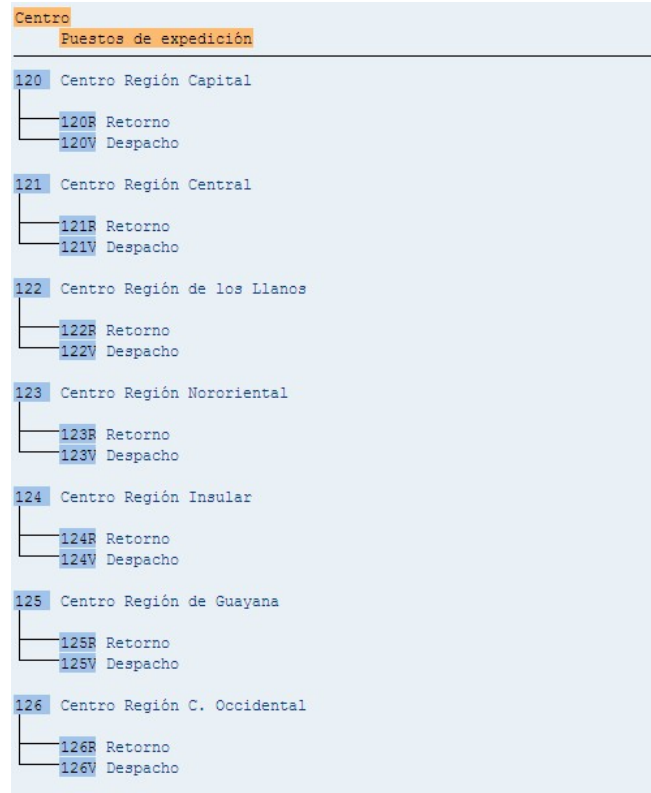 Centro
Puestos de expedición
120 Centro Región Capital
120R Retorno
120V Despacho
121 Centro Región Central
121R Retorno
121V Despacho
122 Centro Región de los Llanos
122R Retorno
122V Despacho
123 Centro Región Nororiental
123R Retorno
123V Despacho
124 Centro Región Insular
124R Retorno
124V Despacho
125 Centro Región de Guayana
125R Retorno
125V Despacho
126 Centro Región C. Occidental
126R Retorno
126V Despacho